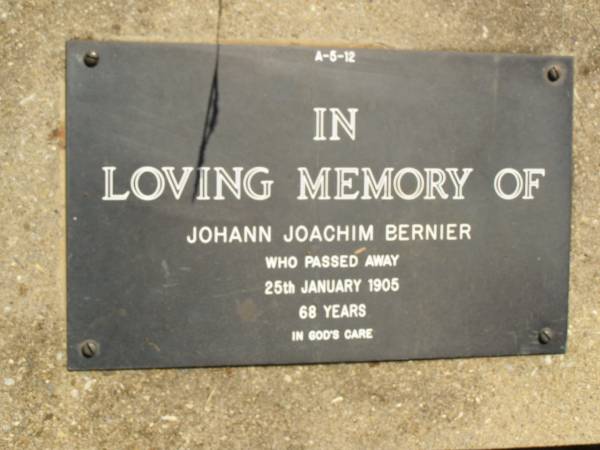 A-5-12
IN
LOVING MEMORY OF
JOHANN JOACHIM BERNIER
WHO PASSED AWAY
25th JANUARY 1905
68 YEARS
IN GOD'S CARE